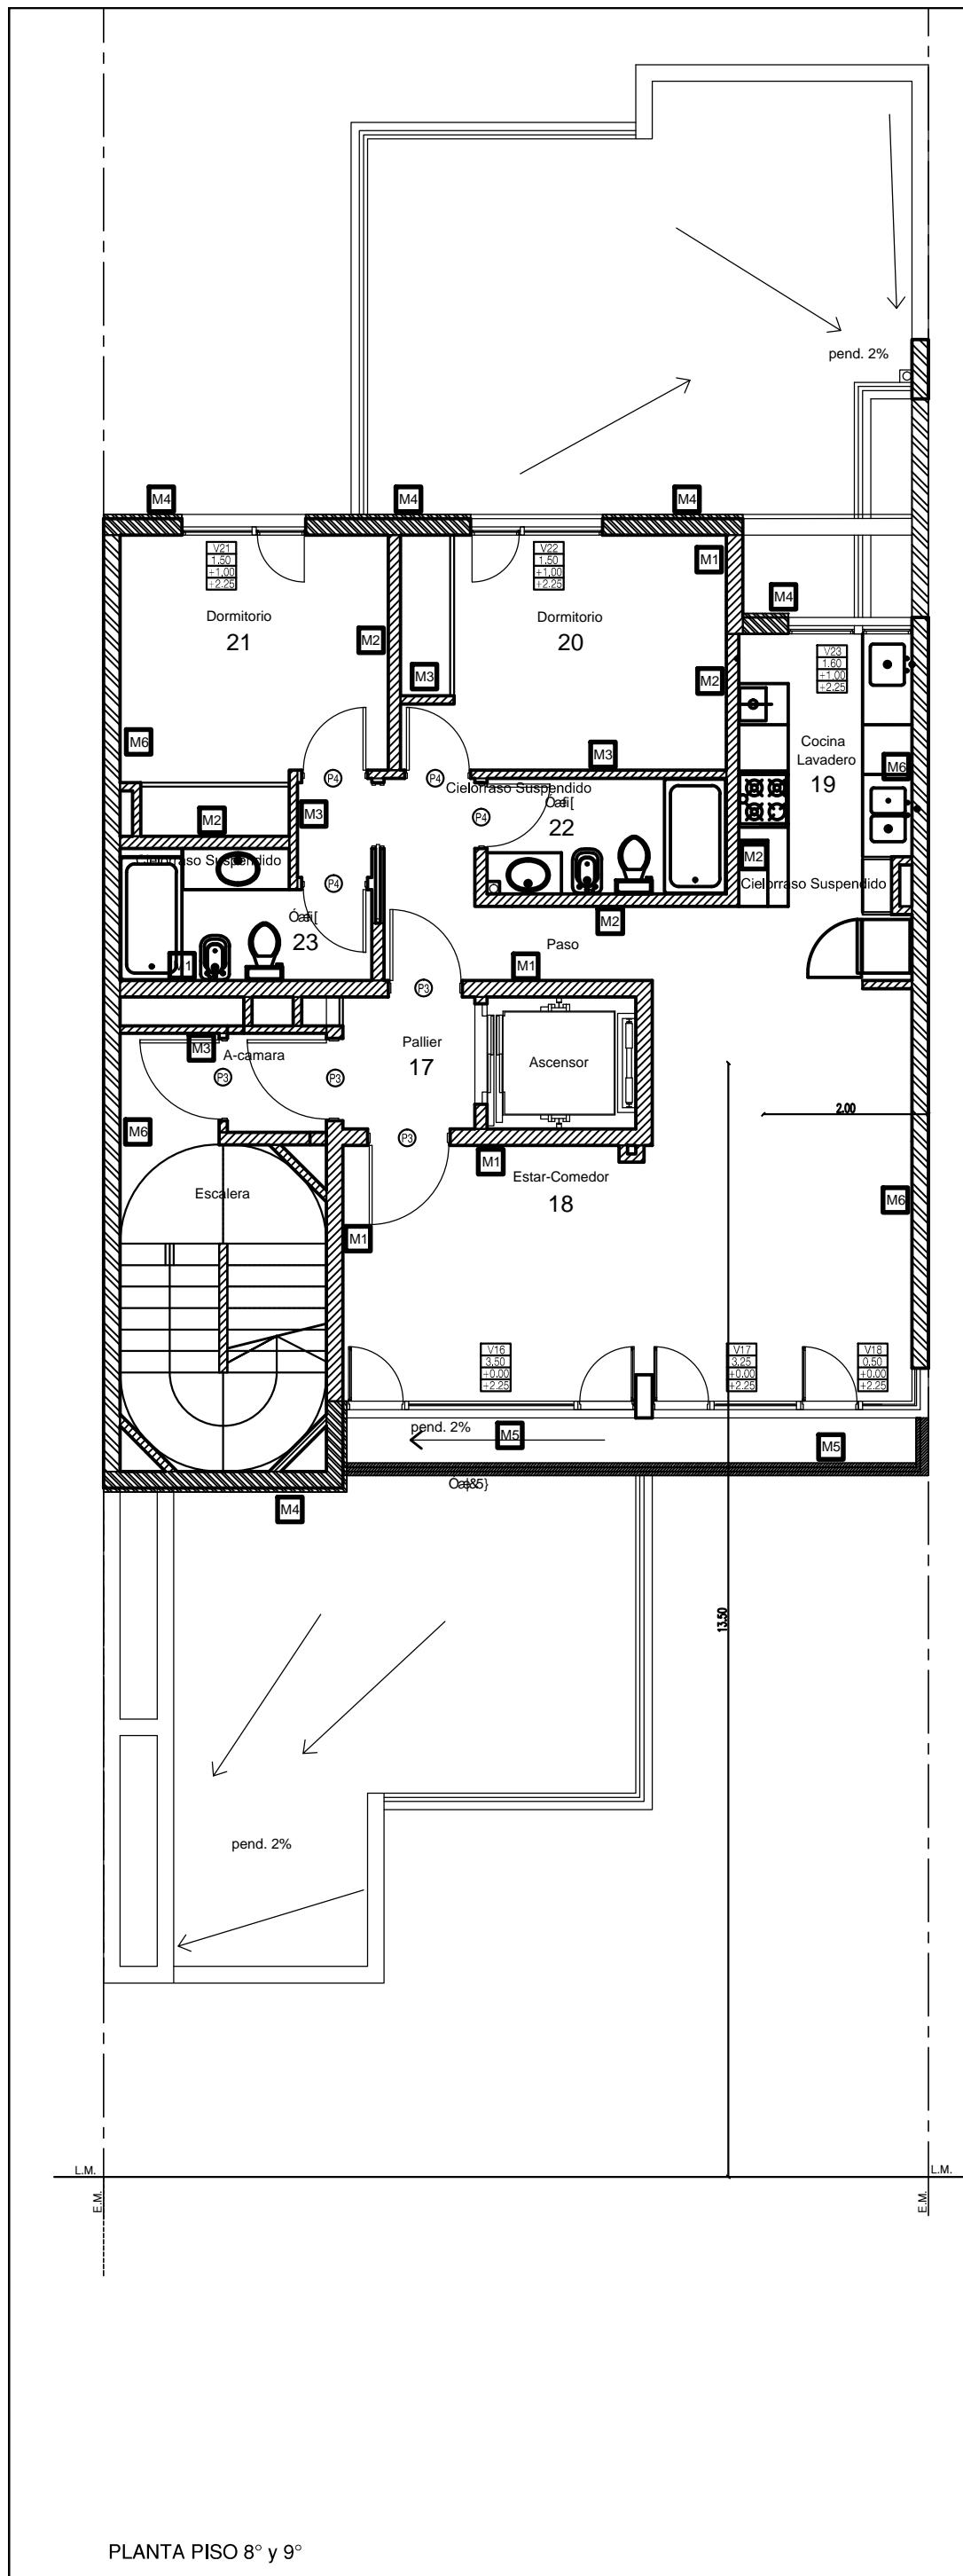 pend. 2%
M4
M4
M4
V21
1.50
+1.00
+2.25
V22
1.50
+1.00
+2.25
M1
M4
Dormitorio
21
M2
Dormitorio
20
M3
M2
V23
1.60
+1.00
+2.25
M6
M3
Cocina
Lavadero
19
M6
P4
P4
Cielorraso Suspendido
22
P4
M2
M3
Cielorraso Suspendido
M2
Cielorraso Suspendido
P4
23
M2
Paso
M1
M1
P3
Pallier
17
Ascensor
M3
A-camara
P3
P3
2.00
M6
P3
M1
Estar-Comedor
18
Escalera
M6
M1
V16
3.50
+0.00
+2.25
V17
3.25
+0.00
+2.25
V18
0.50
+0.00
+2.25
pend. 2%
M5
M5
M4
13.50
pend. 2%
L.M.
L.M.
E.M.
E.M.
PLANTA PISO 8° y 9°